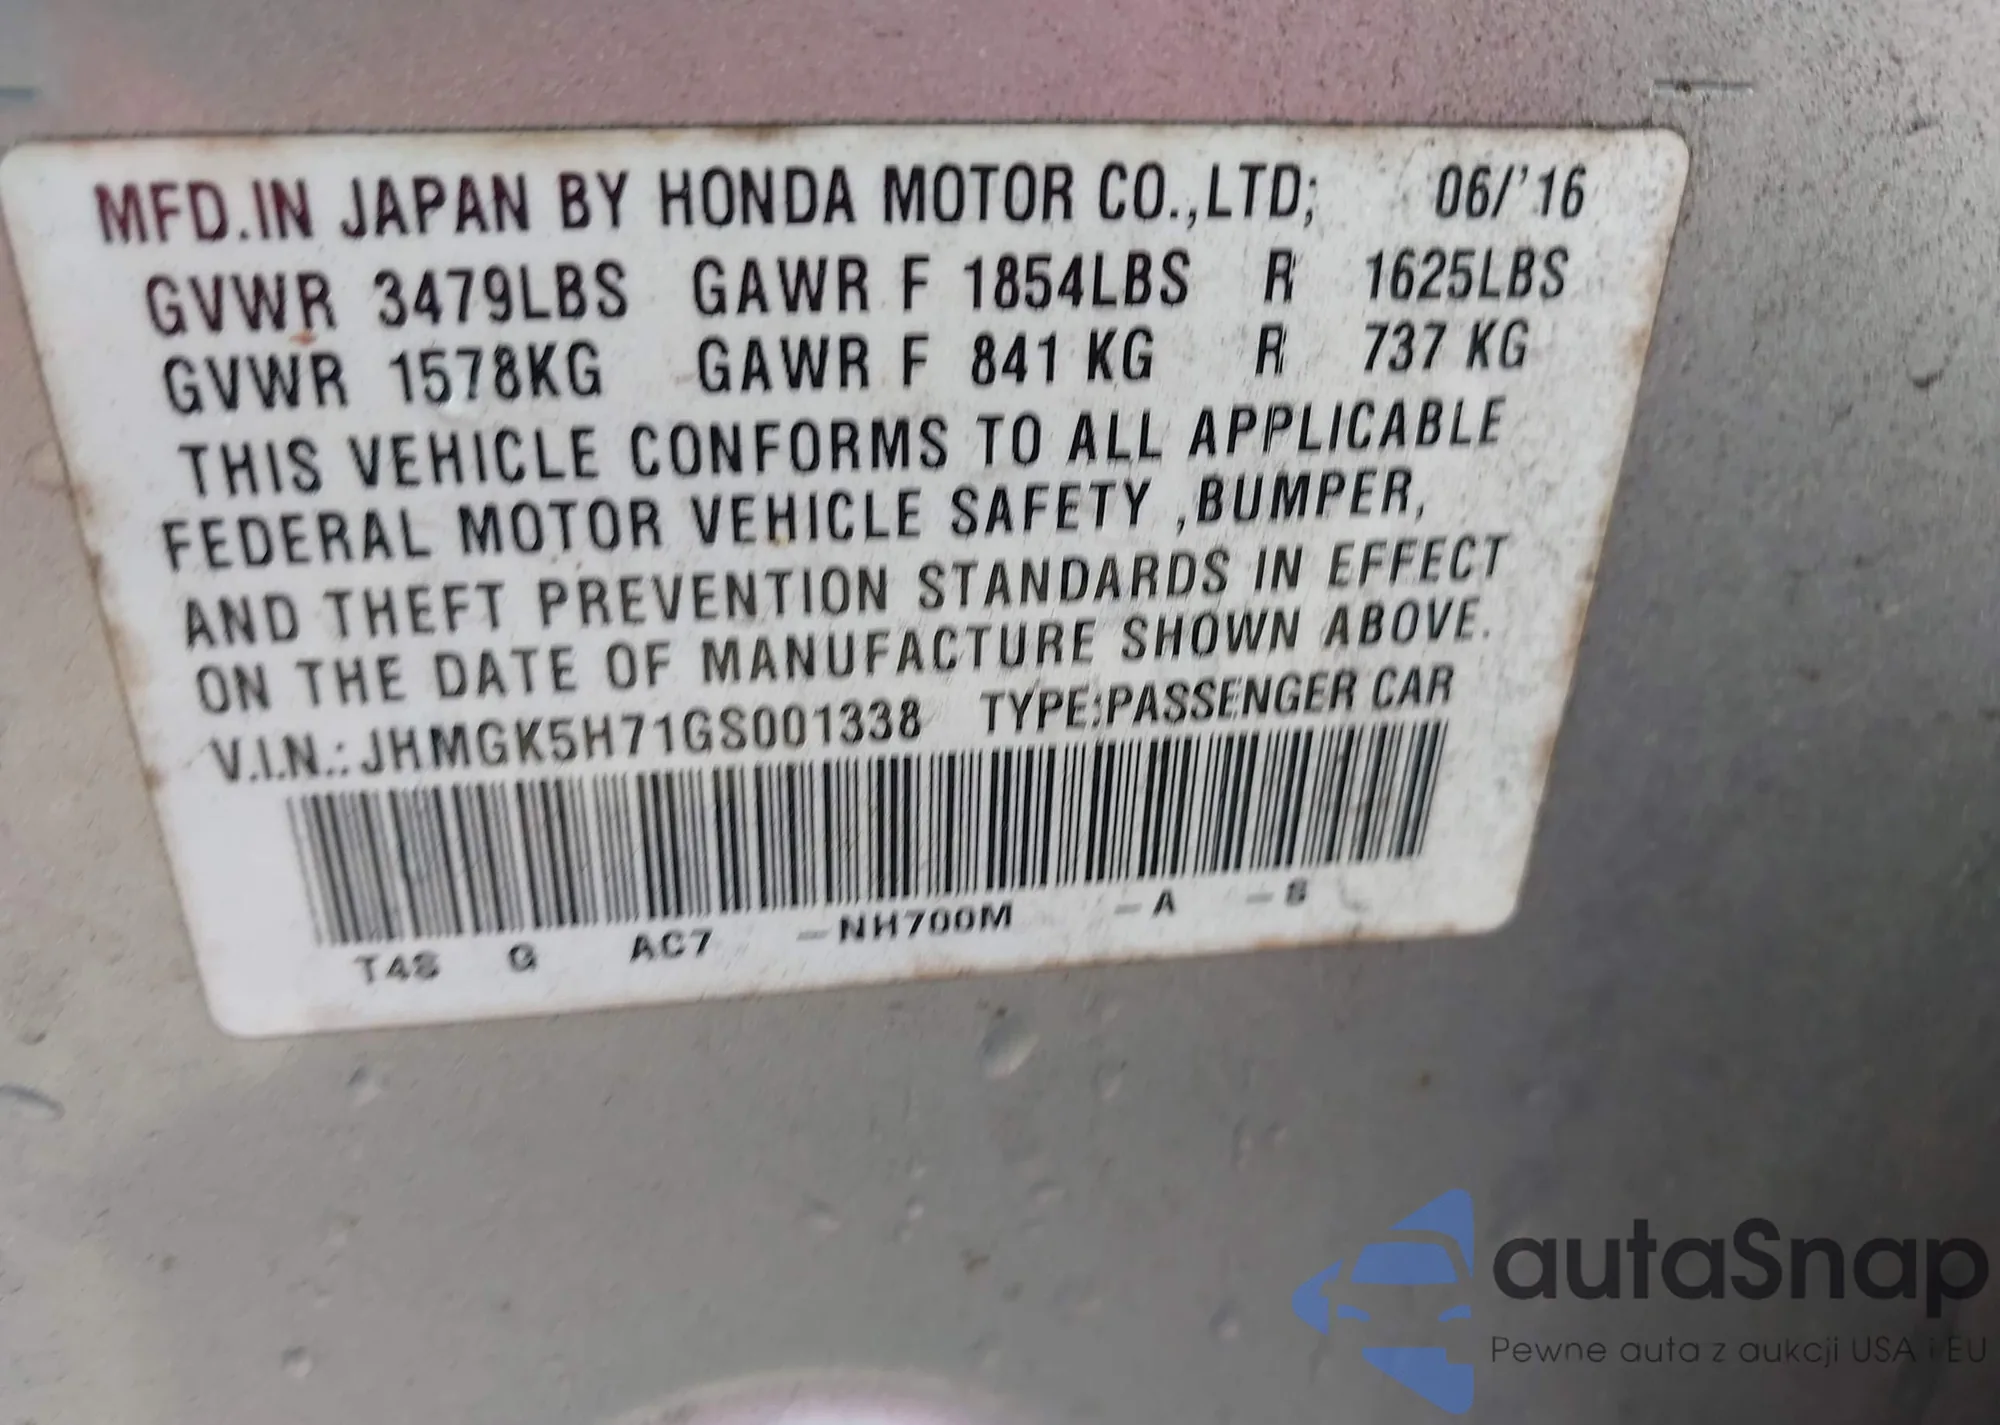 MFD.IN JAPAN BY HONDA MOTOR CO.,LTD; 06/'16
GVWR 3479LBS GAWR F 1854LBS R 1625LBS
GVWR 1578KG GAWR F 841 KG R 737 KG
THIS VEHICLE CONFORMS TO ALL APPLICABLE
FEDERAL MOTOR VEHICLE SAFETY ,BUMPER,
AND THEFT PREVENTION STANDARDS IN EFFECT
ON THE DATE OF MANUFACTURE SHOWN ABOVE.
V.I.N.: JHMGK5H71GS001338 TYPE:PASSENGER CAR
T4S G AC7 -NH700M -A -S
autaSnap
Pewne auta z aukcji USA i EU